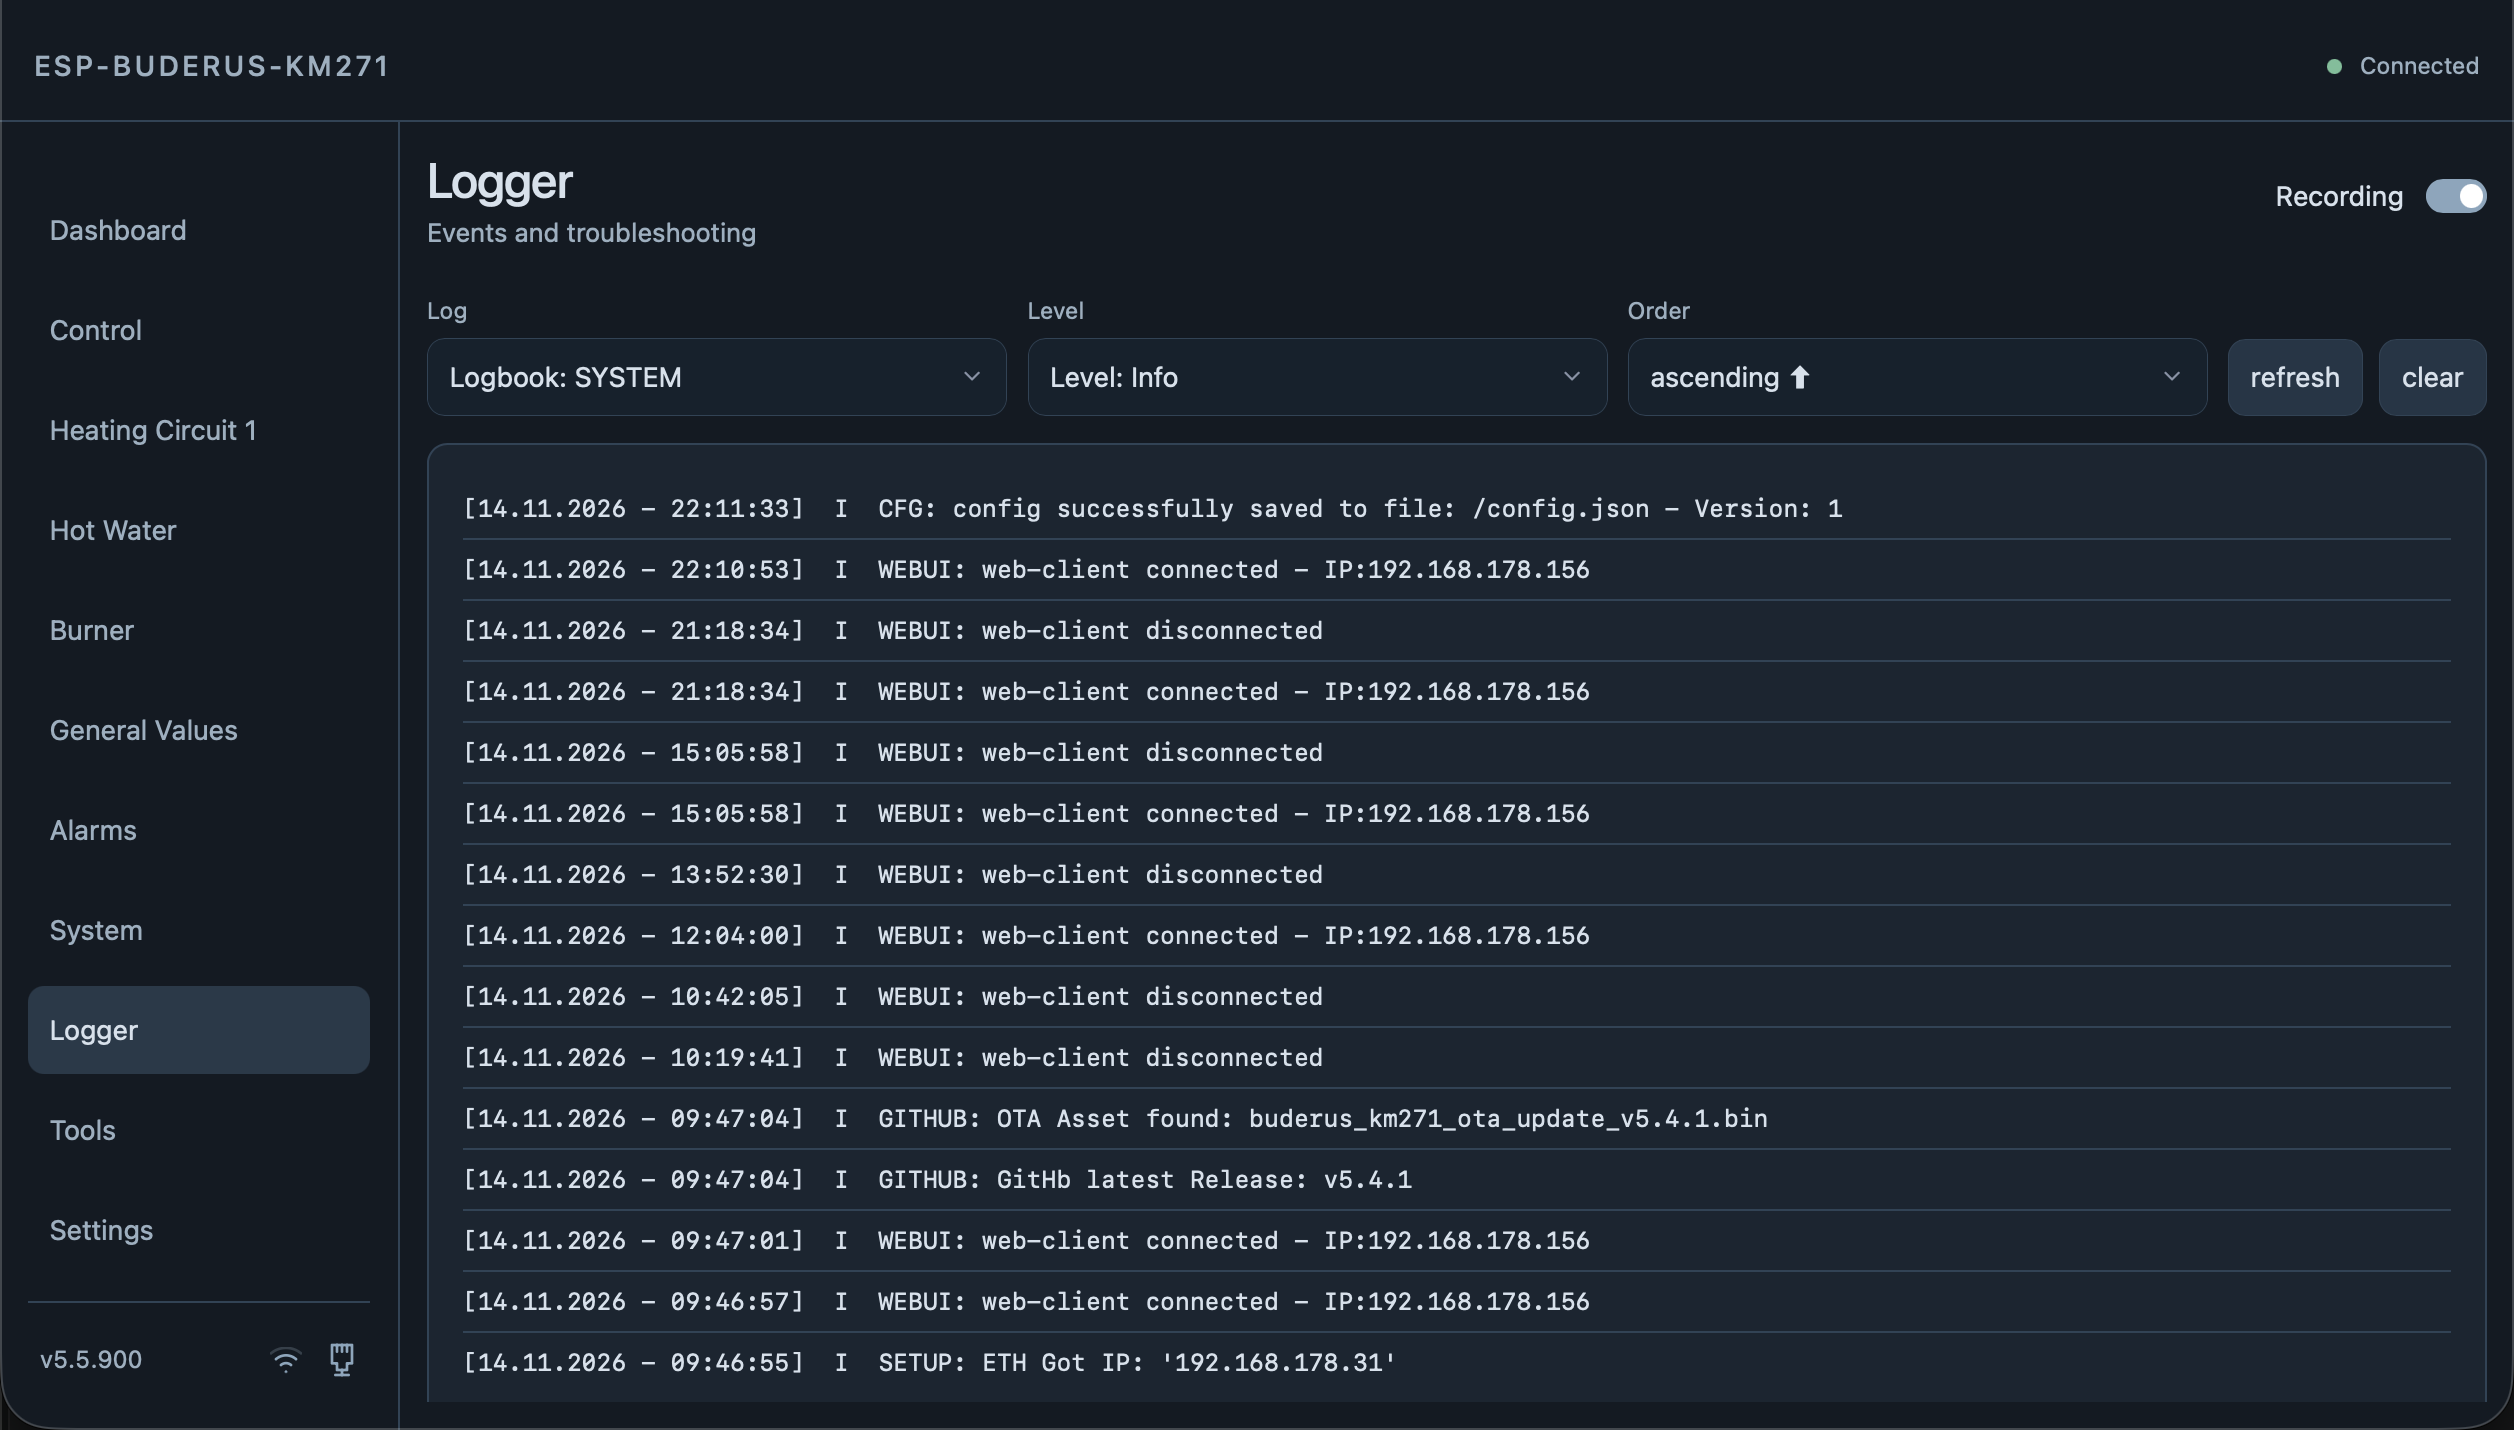 ESP-BUDERUS-KM271
Connected
Dashboard
Control
Heating Circuit 1
Hot Water
Burner
General Values
Alarms
System
Logger
Tools
Settings
v5.5.900
Logger
Events and troubleshooting
Recording
Log
Level
Order
Logbook: SYSTEM
Level: Info
ascending ⬆
refresh
clear
[14.11.2026 - 22:11:33] I CFG: config successfully saved to file: /config.json - Version: 1
[14.11.2026 - 22:10:53] I WEBUI: web-client connected - IP:192.168.178.156
[14.11.2026 - 21:18:34] I WEBUI: web-client disconnected
[14.11.2026 - 21:18:34] I WEBUI: web-client connected - IP:192.168.178.156
[14.11.2026 - 15:05:58] I WEBUI: web-client disconnected
[14.11.2026 - 15:05:58] I WEBUI: web-client connected - IP:192.168.178.156
[14.11.2026 - 13:52:30] I WEBUI: web-client disconnected
[14.11.2026 - 12:04:00] I WEBUI: web-client connected - IP:192.168.178.156
[14.11.2026 - 10:42:05] I WEBUI: web-client disconnected
[14.11.2026 - 10:19:41] I WEBUI: web-client disconnected
[14.11.2026 - 09:47:04] I GITHUB: OTA Asset found: buderus_km271_ota_update_v5.4.1.bin
[14.11.2026 - 09:47:04] I GITHUB: GitHb latest Release: v5.4.1
[14.11.2026 - 09:47:01] I WEBUI: web-client connected - IP:192.168.178.156
[14.11.2026 - 09:46:57] I WEBUI: web-client connected - IP:192.168.178.156
[14.11.2026 - 09:46:55] I SETUP: ETH Got IP: '192.168.178.31'